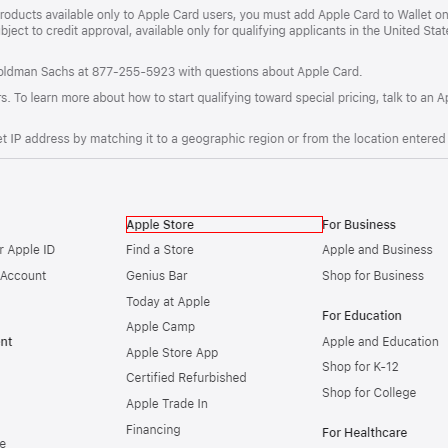 roducts available only to Apple Card users, you must add Apple Card to Wallet on
bject to credit approval, available only for qualifying applicants in the United Stat
oldman Sachs at 877-255-5923 with questions about Apple Card.
s. To learn more about how to start qualifying toward special pricing, talk to an Ap
et IP address by matching it to a geographic region or from the location entered
r Apple ID
Account
nt
e
Apple Store
Find a Store
Genius Bar
Today at Apple
Apple Camp
Apple Store App
Certified Refurbished
Apple Trade In
Financing
For Business
Apple and Business
Shop for Business
For Education
Apple and Education
Shop for K-12
Shop for College
For Healthcare